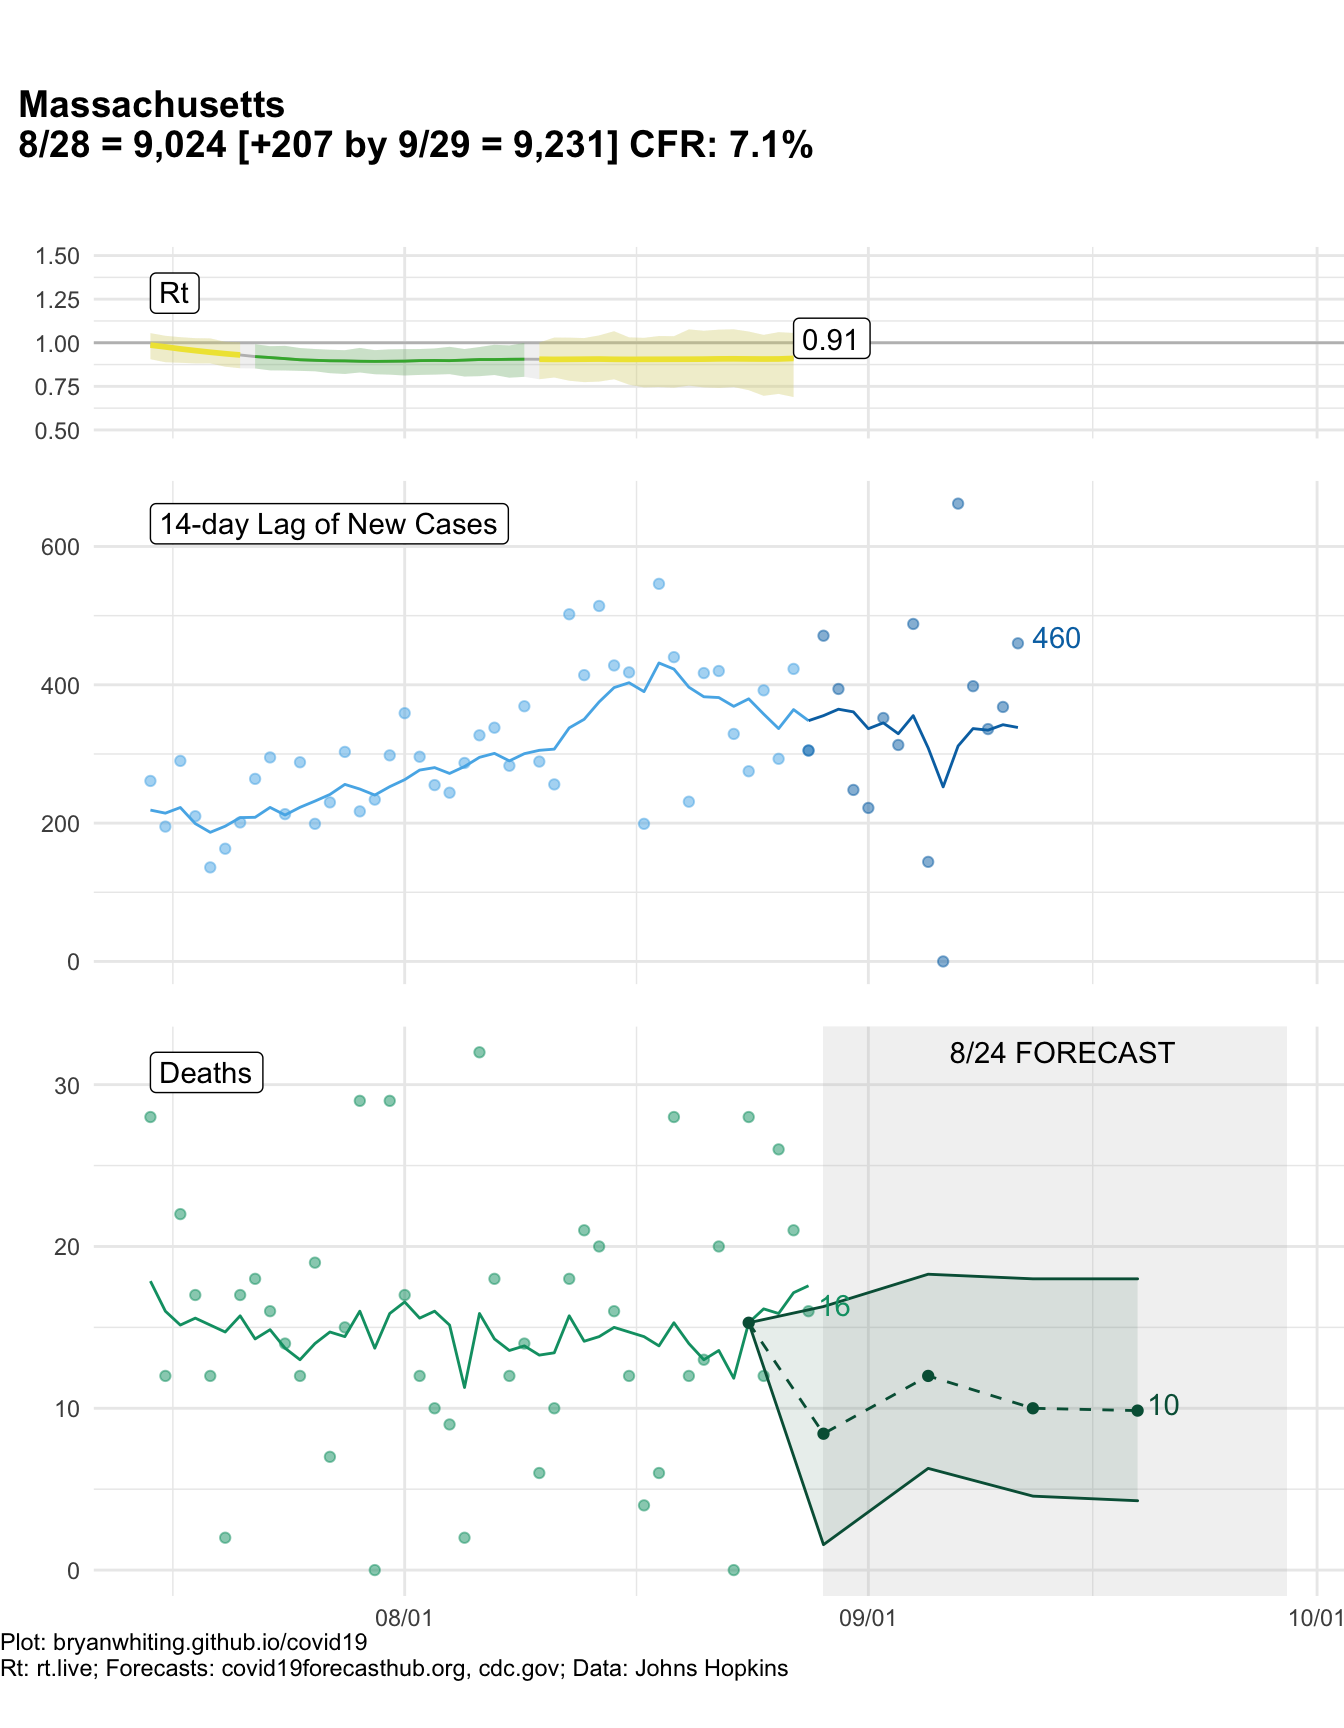 Massachusetts
8/28 = 9,024 [+207 by 9/29 = 9,231] CFR: 7.1%
1.50
Rt
1.25
1.00
0.91
0.75
0.50
14-day Lag of New Cases
600
460
400
200
0
8/24 FORECAST
Deaths
30
20
16
10
10
0
08/01
09/01
10/01
Plot: bryanwhiting.github.io/covid19
Rt: rt.live; Forecasts: covid19forecasthub.org, cdc.gov; Data: Johns Hopkins